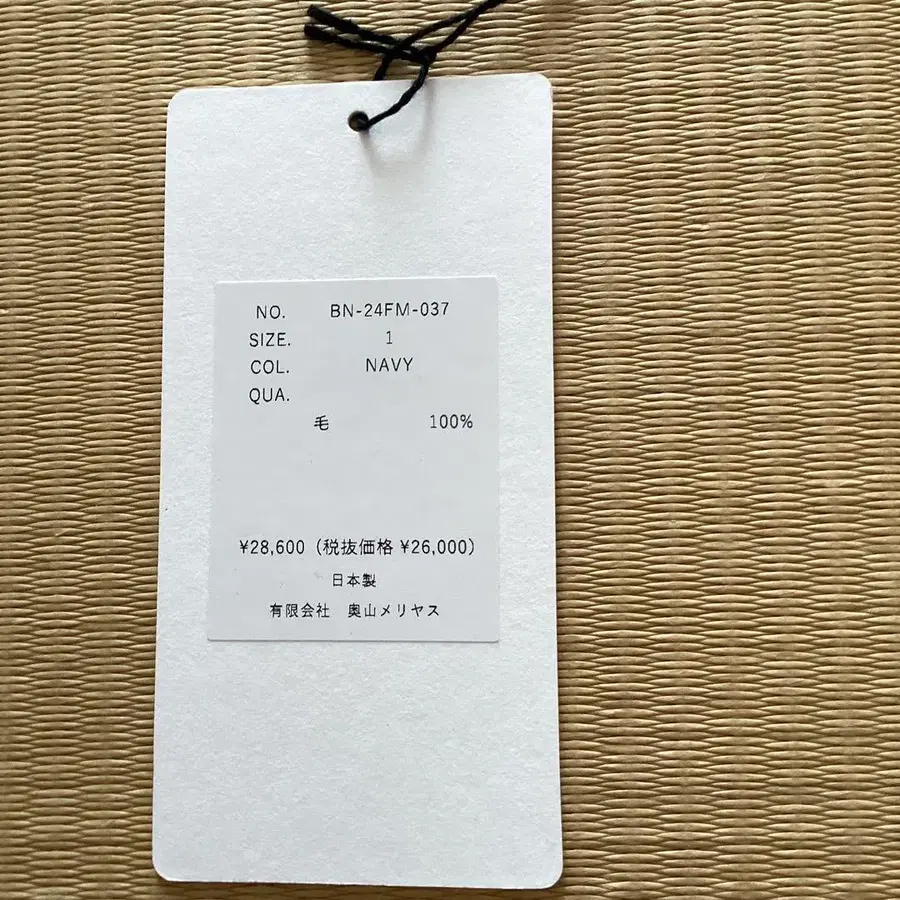 NO. BN-24FM-037
SIZE. 1
COL. NAVY
QUA.
毛 100%
¥28,600（税抜価格 ¥26,000）
日本製
有限会社 奥山メリヤス